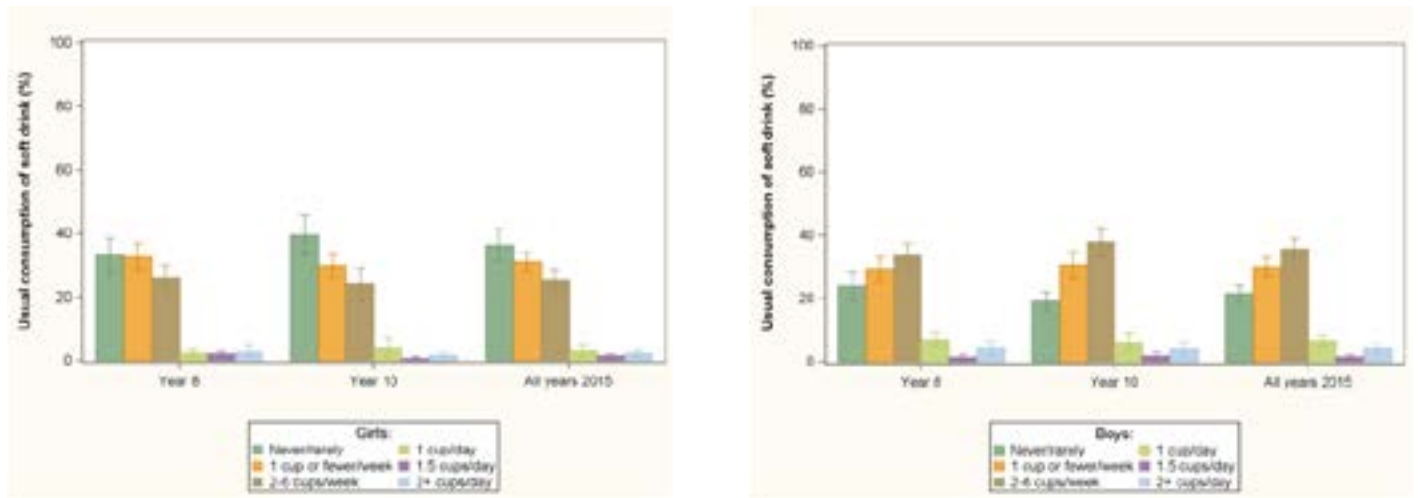 Usual consumption of soft drink (%)
100
80
60
40
20
0
Year 8
Year 10
All years 2015
Girls:
Never/rarely
1 cup/day
1 cup or fewer/week
1.5 cups/day
2-6 cups/week
2+ cups/day
Usual consumption of soft drink (%)
100
80
60
40
20
0
Year 8
Year 10
All years 2015
Boys:
Never/rarely
1 cup/day
1 cup or fewer/week
1.5 cups/day
2-6 cups/week
2+ cups/day